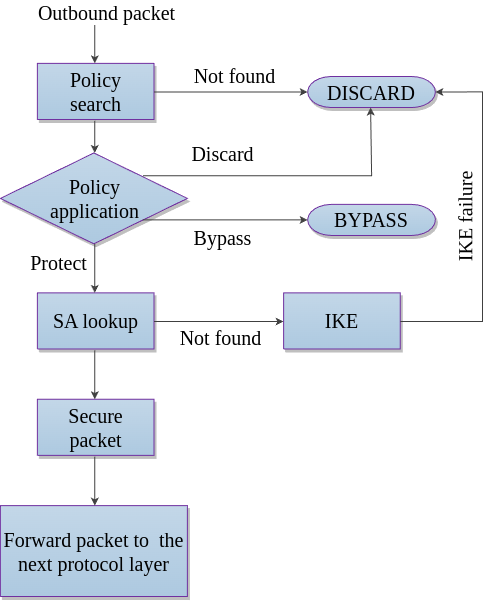 Outbound packet
Policy
search
Not found
DISCARD
Discard
Policy
application
BYPASS
Bypass
IKE failure
Protect
SA lookup
Not found
IKE
Secure
packet
Forward packet to  the
next protocol layer